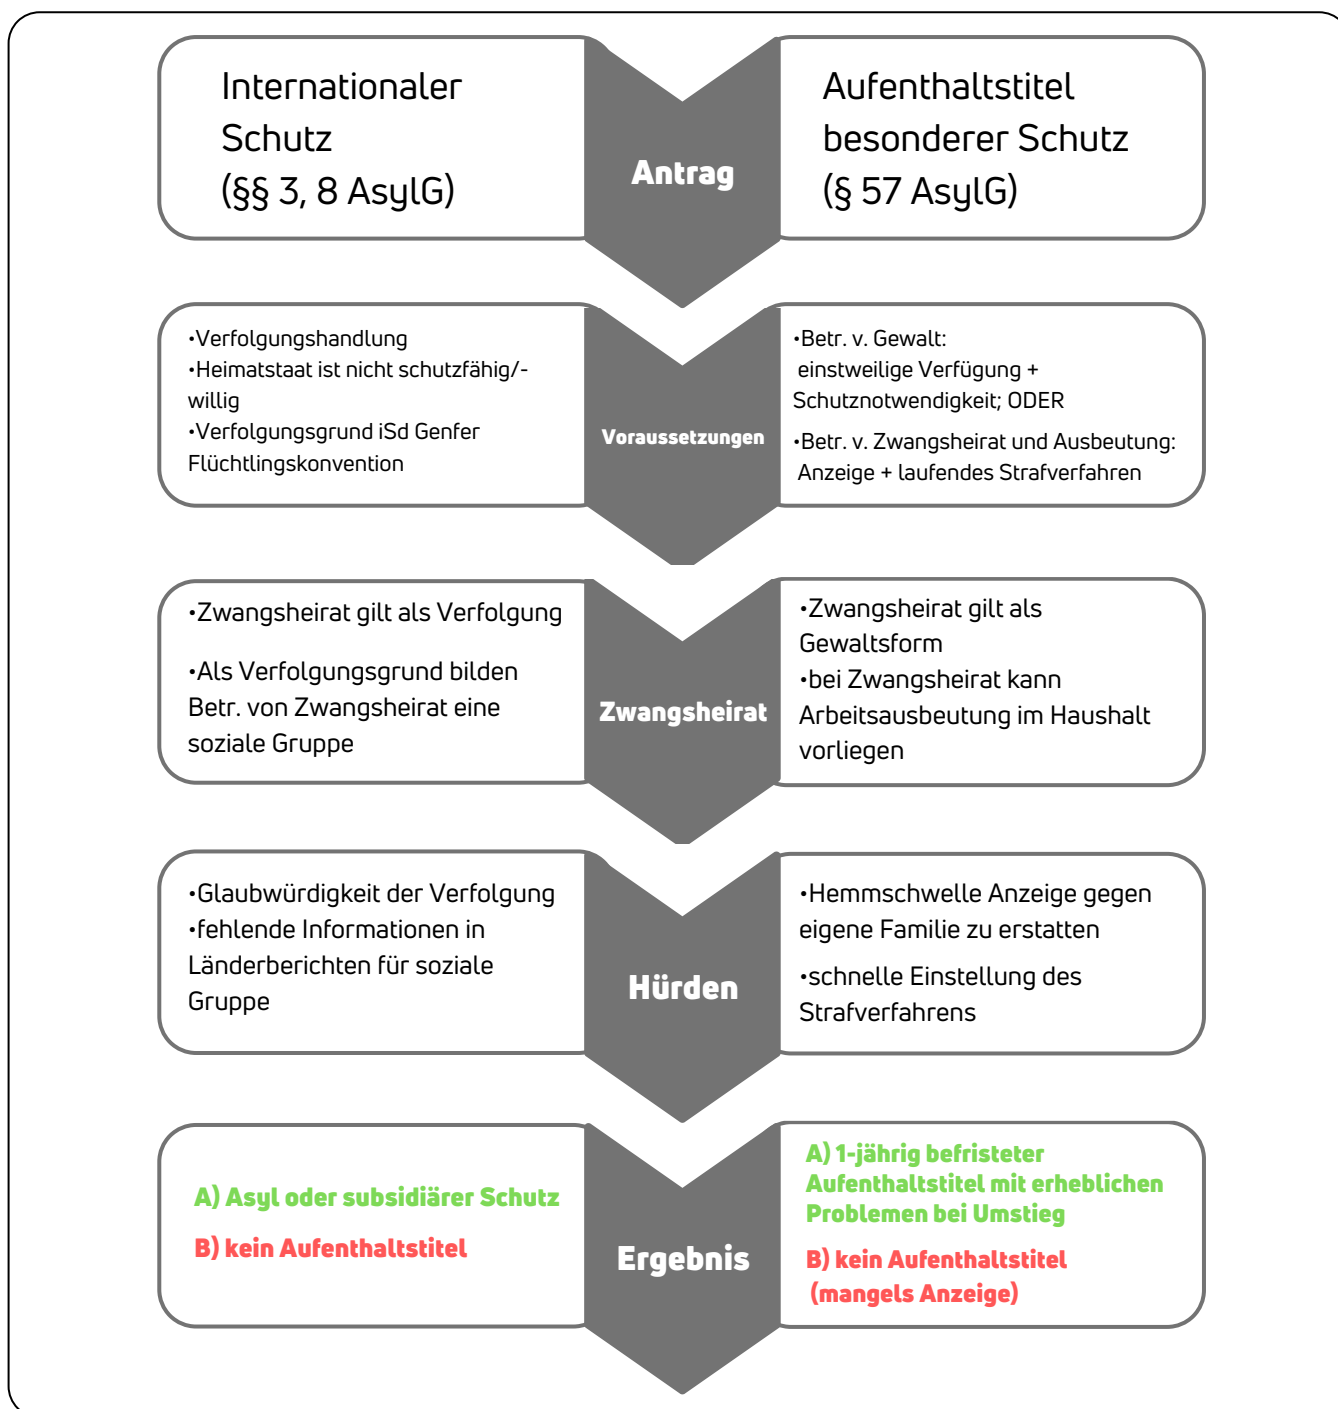 Internationaler
Schutz
(§§ 3, 8 AsylG)
Antrag
Aufenthaltstitel
besonderer Schutz
(§ 57 AsylG)
•Verfolgungshandlung
•Heimatstaat ist nicht schutzfähig/-
willig
•Verfolgungsgrund iSd Genfer
Flüchtlingskonvention
Voraussetzungen
•Betr. v. Gewalt:
einstweilige Verfügung +
Schutznotwendigkeit; ODER
•Betr. v. Zwangsheirat und Ausbeutung:
Anzeige + laufendes Strafverfahren
•Zwangsheirat gilt als Verfolgung
•Als Verfolgungsgrund bilden
Betr. von Zwangsheirat eine
soziale Gruppe
Zwangsheirat
•Zwangsheirat gilt als
Gewaltsform
•bei Zwangsheirat kann
Arbeitsausbeutung im Haushalt
vorliegen
•Glaubwürdigkeit der Verfolgung
•fehlende Informationen in
Länderberichten für soziale
Gruppe
Hürden
•Hemmschwelle Anzeige gegen
eigene Familie zu erstatten
•schnelle Einstellung des
Strafverfahrens
A) Asyl oder subsidiärer Schutz
B) kein Aufenthaltstitel
Ergebnis
A) 1-jährig befristeter
Aufenthaltstitel mit erheblichen
Problemen bei Umstieg
B) kein Aufenthaltstitel
(mangels Anzeige)